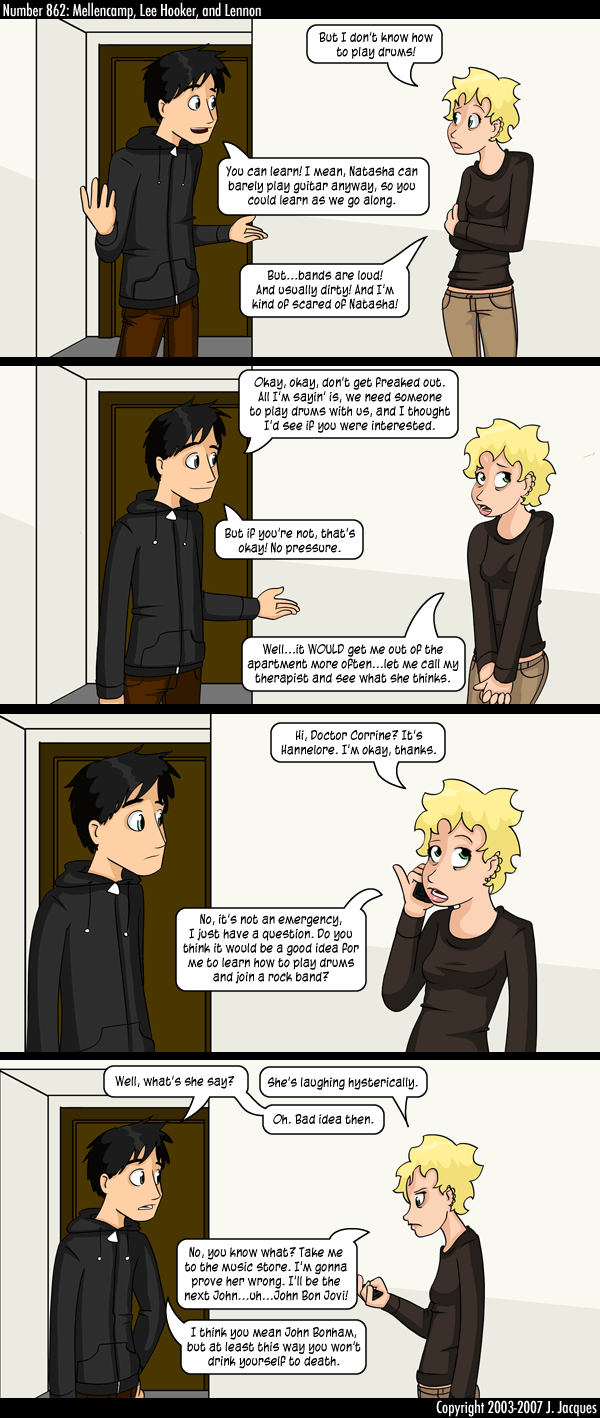 Number 862: Mellencamp, Lee Hooker, and Lennon
But I don't know how
to play drums!
You can learn! I mean, Natasha can
barely play guitar anyway, so you
could learn as we go along.
But...bands are loud!
And usually dirty! And I'm
kind of scared of Natasha!
Okay, okay, don't get freaked out.
All I'm sayin' is, we need someone
to play drums with us, and I thought
I'd see if you were interested.
But if you're not, that's
okay! No pressure.
Well...it WOULD get me out of the
apartment more often...let me call my
therapist and see what she thinks.
Hi, Doctor Corrine? It's
Hannelore. I'm okay, thanks.
No, it's not an emergency,
I just have a question. Do you
think it would be a good idea for
me to learn how to play drums
and join a rock band?
Well, what's she say?
She's laughing hysterically.
Oh. Bad idea then.
No, you know what? Take me
to the music store. I'm gonna
prove her wrong. I'll be the
next John...uh...John Bon Jovi!
I think you mean John Bonham,
but at least this way you won't
drink yourself to death.
Copyright 2003-2007 J. Jacques